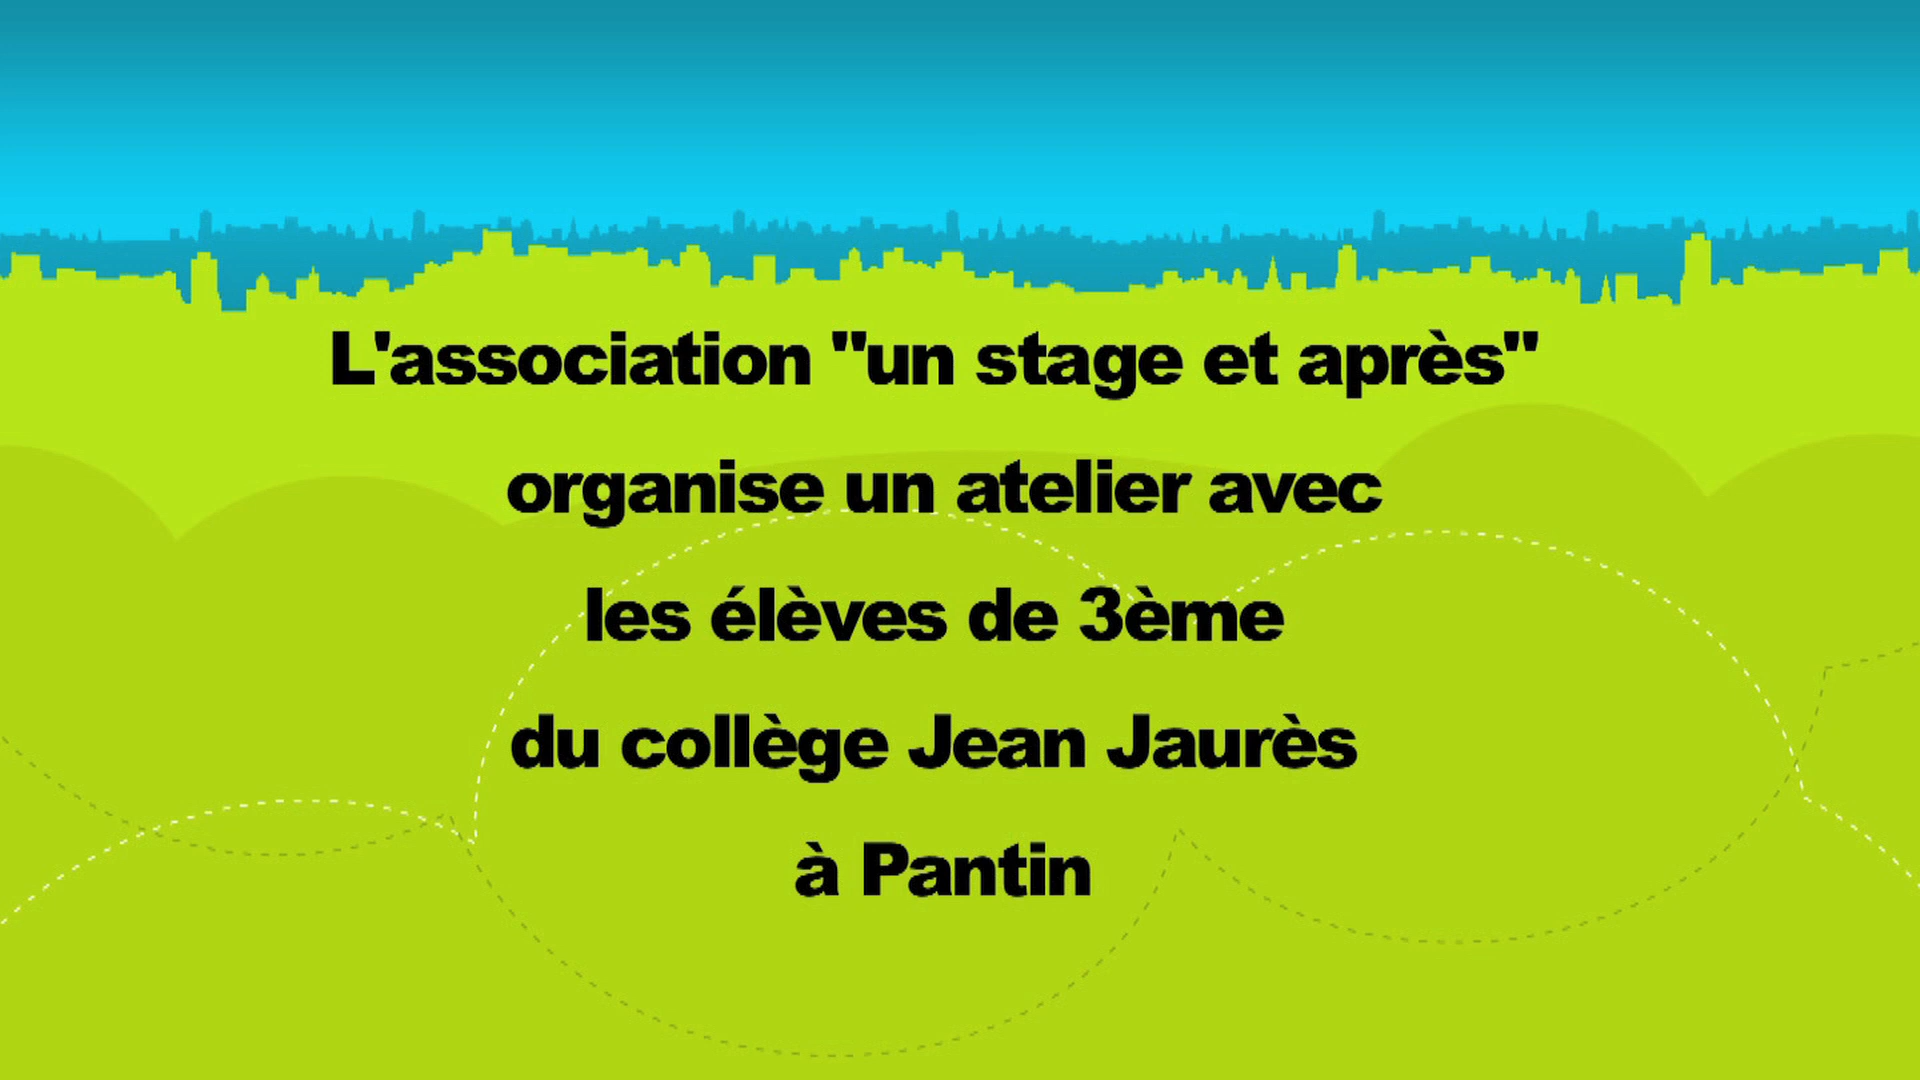 L'association "un stage et après"
organise un atelier avec
les élèves de 3ème
du collège Jean Jaurès
à Pantin